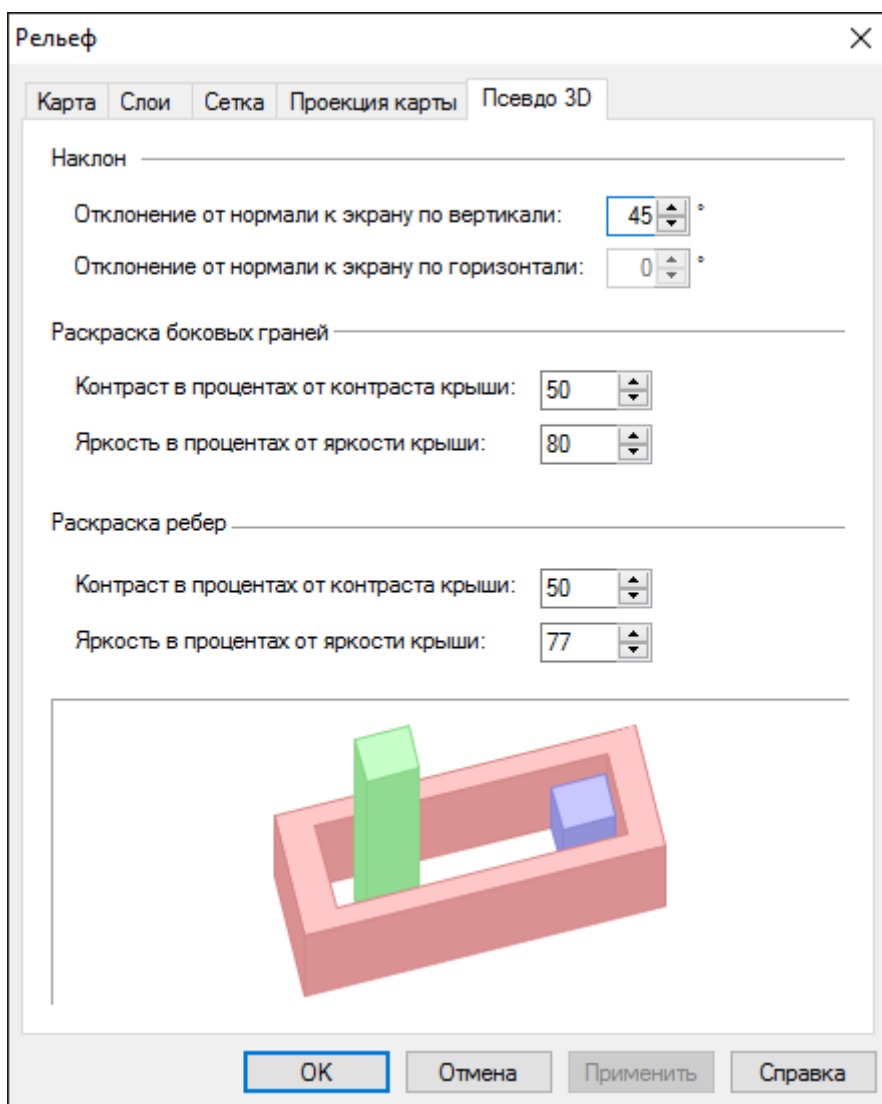 Рельеф
Карта Слои Сетка Проекция карты Псевдо 3D
Наклон
Отклонение от нормали к экрану по вертикали: 45 °
Отклонение от нормали к экрану по горизонтали: 0 °
Раскраска боковых граней
Контраст в процентах от контраста крыши: 50
Яркость в процентах от яркости крыши: 80
Раскраска ребер
Контраст в процентах от контраста крыши: 50
Яркость в процентах от яркости крыши: 77
OK Отмена Применить Справка